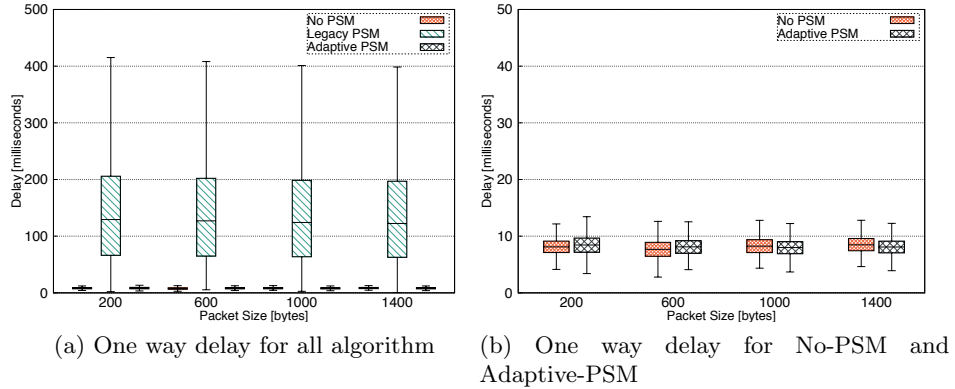 500
400
300
200
100
0
Delay [milliseconds]
No PSM
Legacy PSM
Adaptive PSM
200 600 1000 1400
Packet Size [bytes]
(a) One way delay for all algorithm
50
40
30
20
10
0
Delay [milliseconds]
No PSM
Adaptive PSM
200 600 1000 1400
Packet Size [bytes]
(b) One way delay for No-PSM and
Adaptive-PSM